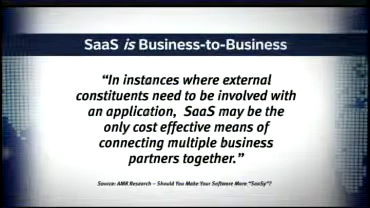 SaaS is Business-to-Business
“In instances where external
constituents need to be involved with
an application,  SaaS may be the
only cost effective means of
connecting multiple business
partners together.”
Source: AMR Research – Should You Make Your Software More “SaaSy”?